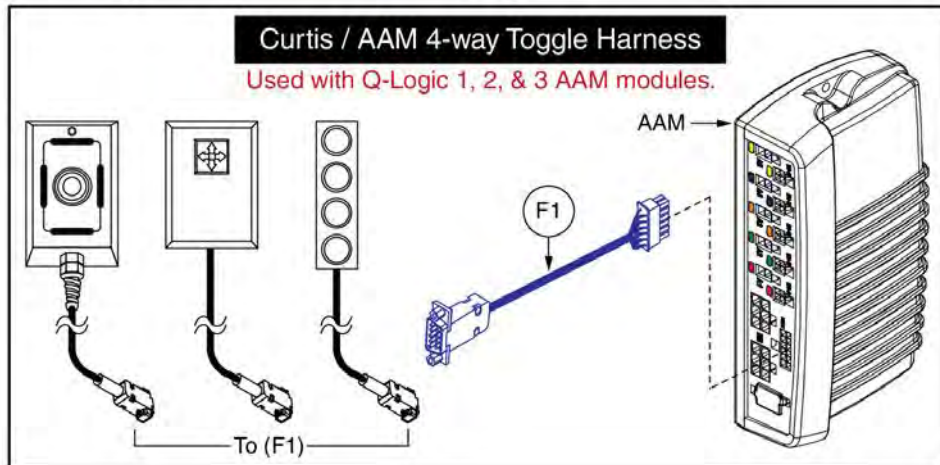 Curtis / AAM 4-way Toggle Harness
Used with Q-Logic 1, 2, & 3 AAM modules.
AAM
F1
To (F1)